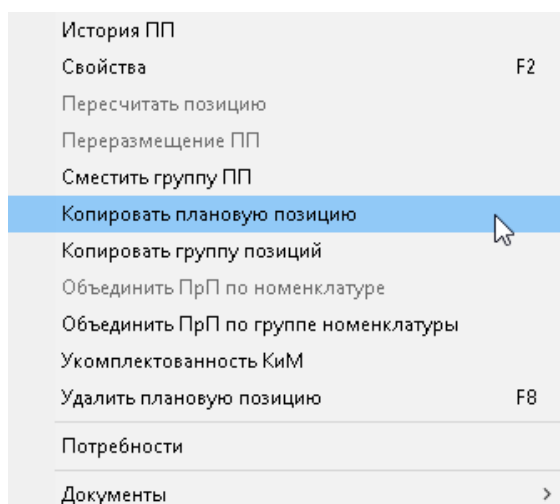 История ПП
Свойства F2
Пересчитать позицию
Переразмещение ПП
Сместить группу ПП
Копировать плановую позицию
Копировать группу позиций
Объединить ПрП по номенклатуре
Объединить ПрП по группе номенклатуры
Укомплектованность КиМ
Удалить плановую позицию F8
Потребности
Документы >